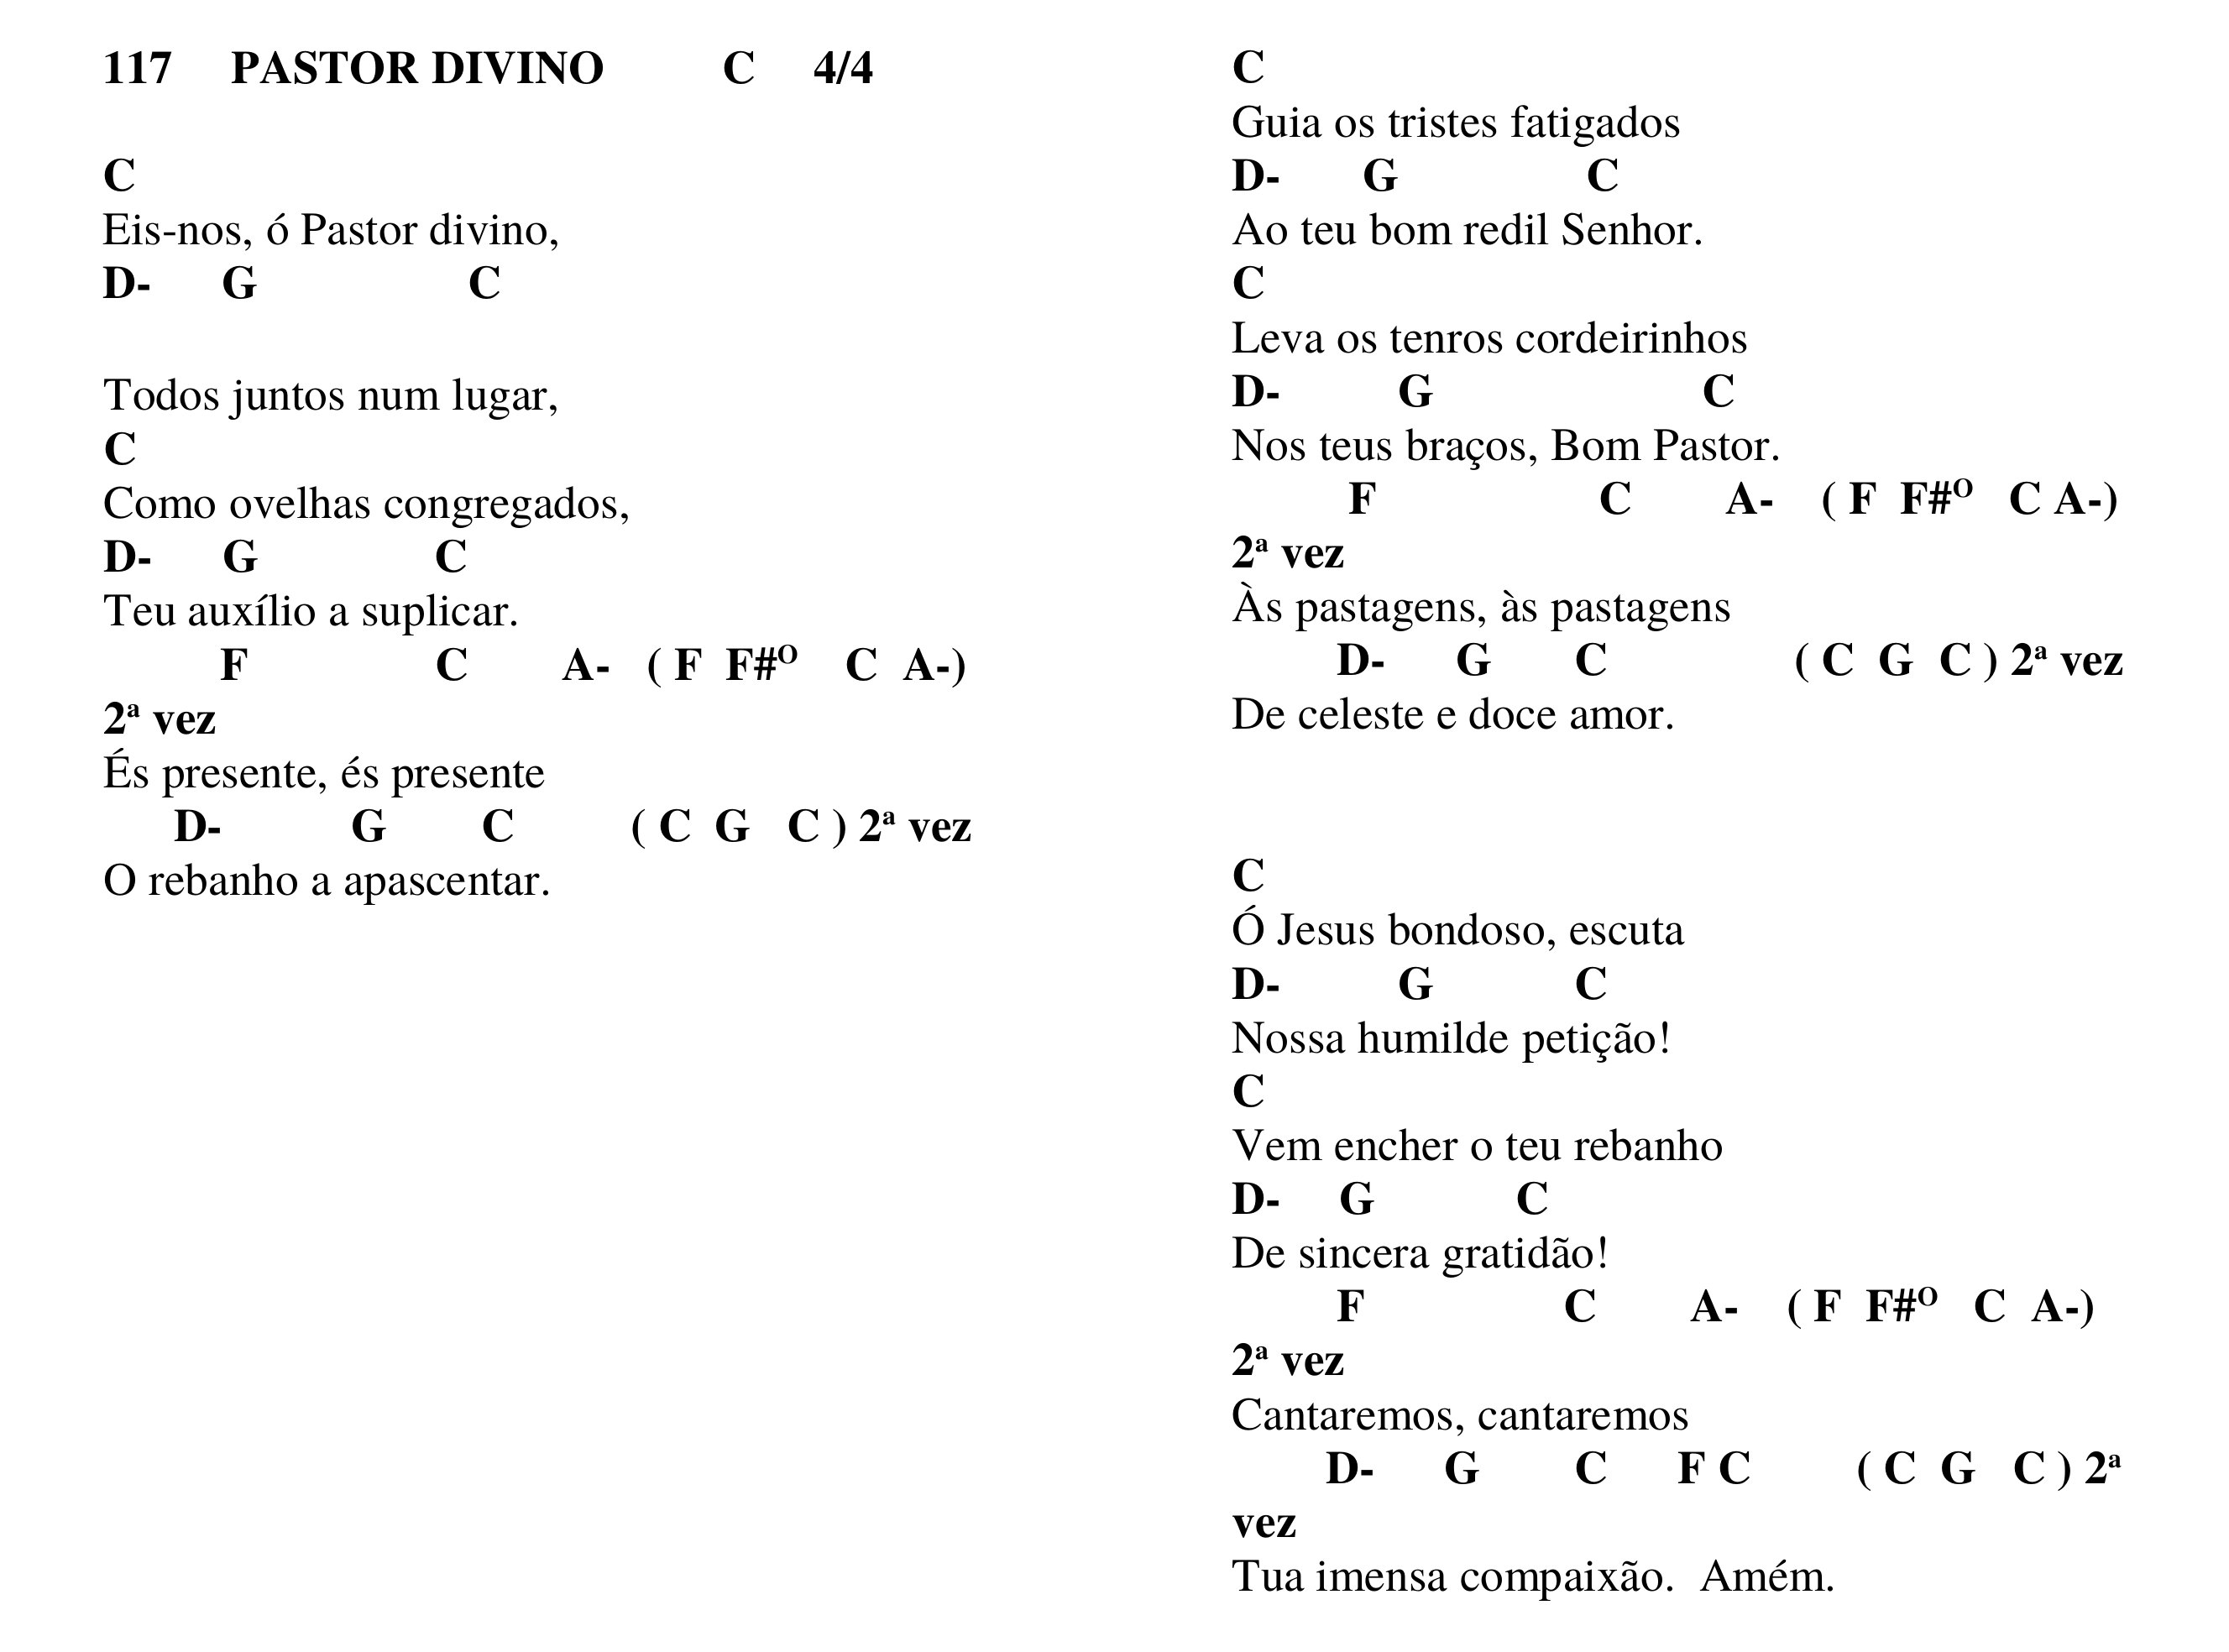 117 PASTOR DIVINO C 4/4
C
Eis-nos, ó Pastor divino,
D- G C
Todos juntos num lugar,
C
Como ovelhas congregados,
D- G C
Teu auxílio a suplicar.
F C A- ( F F#º C A-)
2ª vez
És presente, és presente
D- G C ( C G C ) 2ª vez
O rebanho a apascentar.
C
Guia os tristes fatigados
D- G C
Ao teu bom redil Senhor.
C
Leva os tenros cordeirinhos
D- G C
Nos teus braços, Bom Pastor.
F C A- ( F F#º C A-)
2ª vez
Às pastagens, às pastagens
D- G C ( C G C ) 2ª vez
De celeste e doce amor.
C
Ó Jesus bondoso, escuta
D- G C
Nossa humilde petição!
C
Vem encher o teu rebanho
D- G C
De sincera gratidão!
F C A- ( F F#º C A-)
2ª vez
Cantaremos, cantaremos
D- G C F C ( C G C ) 2ª
vez
Tua imensa compaixão. Amém.